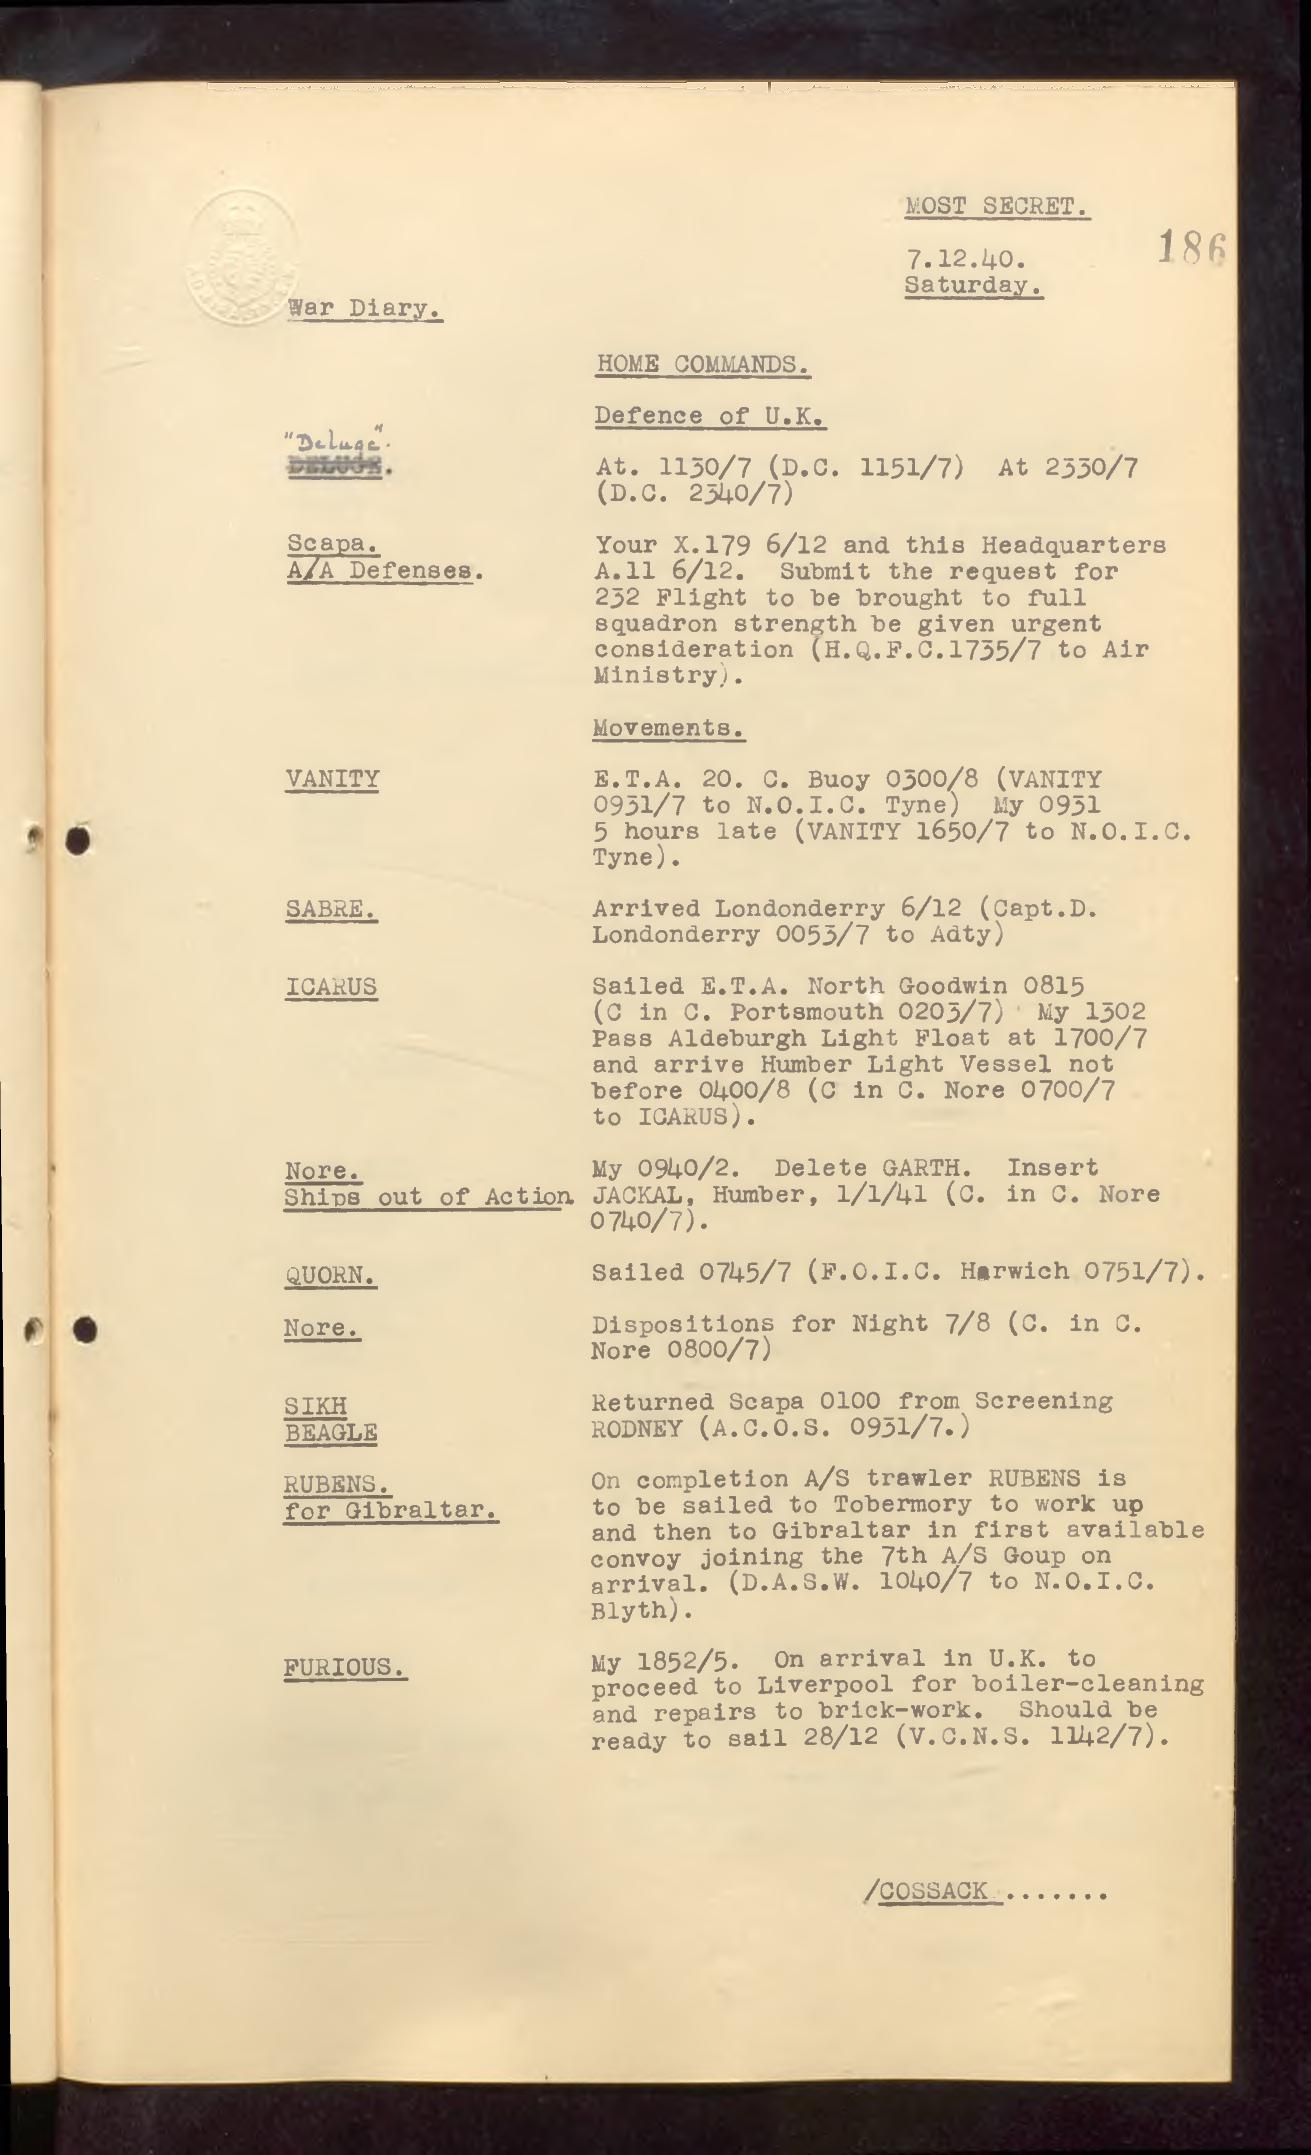 MOST SECRET.
186
7.12.40.
Saturday.
War Diary.
HOME COMMANDS.
Defence of U.K.
"Deluge".
DELUGE.
At. 1130/7 (D.C. 1151/7)  At 2330/7
(D.C. 2340/7)
Scapa.
A/A Defenses.
Your X.179 6/12 and this Headquarters
A.11 6/12.  Submit the request for
232 Flight to be brought to full
squadron strength be given urgent
consideration (H.Q.F.C.1735/7 to Air
Ministry).
Movements.
VANITY
E.T.A. 20. C. Buoy 0300/8 (VANITY
0931/7 to N.O.I.C. Tyne)  My 0931
5 hours late (VANITY 1650/7 to N.O.I.C.
Tyne).
SABRE.
Arrived Londonderry 6/12 (Capt.D.
Londonderry 0053/7 to Adty)
ICARUS
Sailed E.T.A. North Goodwin 0815
(C in C. Portsmouth 0203/7)  My 1302
Pass Aldeburgh Light Float at 1700/7
and arrive Humber Light Vessel not
before 0400/8 (C in C. Nore 0700/7
to ICARUS).
Nore.
Ships out of Action
My 0940/2.  Delete GARTH.  Insert
JACKAL, Humber, 1/1/41 (C. in C. Nore
0740/7).
QUORN.
Sailed 0745/7 (F.O.I.C. Harwich 0751/7).
Nore.
Dispositions for Night 7/8 (C. in C.
Nore 0800/7)
SIKH
BEAGLE
Returned Scapa 0100 from Screening
RODNEY (A.C.O.S. 0931/7.)
RUBENS.
for Gibraltar.
On completion A/S trawler RUBENS is
to be sailed to Tobermory to work up
and then to Gibraltar in first available
convoy joining the 7th A/S Goup on
arrival. (D.A.S.W. 1040/7 to N.O.I.C.
Blyth).
FURIOUS.
My 1852/5.  On arrival in U.K. to
proceed to Liverpool for boiler-cleaning
and repairs to brick-work.  Should be
ready to sail 28/12 (V.C.N.S. 1142/7).
/COSSACK .......